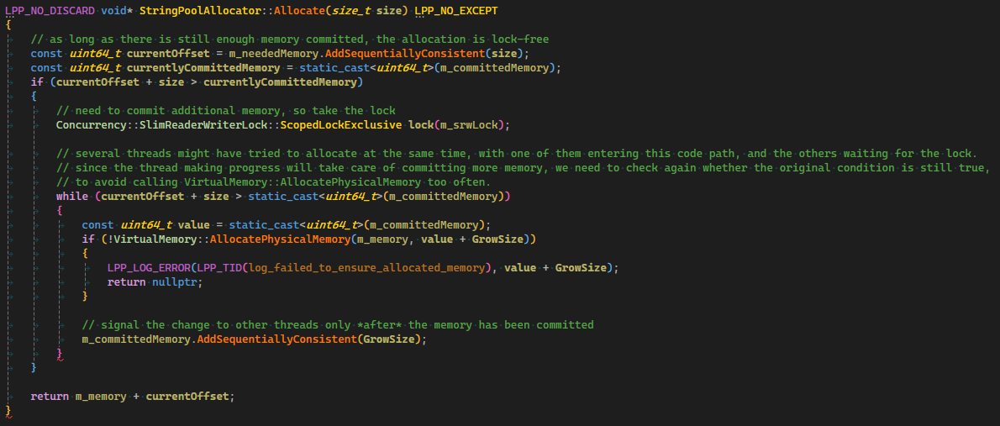 LPP_NO_DISCARD void* StringPoolAllocator::Allocate(size_t size) LPP_NO_EXCEPT
{
// as long as there is still enough memory committed, the allocation is lock-free
const uint64_t currentOffset = m_neededMemory.AddSequentiallyConsistent(size);
const uint64_t currentlyCommittedMemory = static_cast<uint64_t>(m_committedMemory);
if (currentOffset + size > currentlyCommittedMemory)
{
// need to commit additional memory, so take the lock
Concurrency::SlimReaderWriterLock::ScopedLockExclusive lock(m_srwLock);
// several threads might have tried to allocate at the same time, with one of them entering this code path, and the others waiting for the lock.
// since the thread making progress will take care of committing more memory, we need to check again whether the original condition is still true,
// to avoid calling VirtualMemory::AllocatePhysicalMemory too often.
while (currentOffset + size > static_cast<uint64_t>(m_committedMemory))
{
const uint64_t value = static_cast<uint64_t>(m_committedMemory);
if (!VirtualMemory::AllocatePhysicalMemory(m_memory, value + GrowSize))
{
LPP_LOG_ERROR(LPP_TID(log_failed_to_ensure_allocated_memory), value + GrowSize);
return nullptr;
}
// signal the change to other threads only *after* the memory has been committed
m_committedMemory.AddSequentiallyConsistent(GrowSize);
}
}
return m_memory + currentOffset;
}